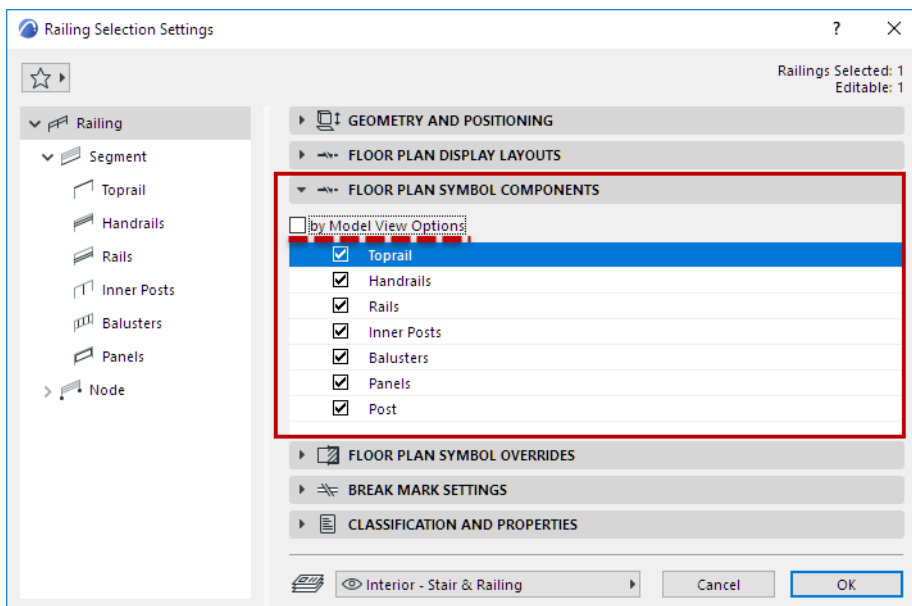 Railing Selection Settings
Railings Selected: 1
Editable: 1
Railing
Segment
Toprail
Handrails
Rails
Inner Posts
Balusters
Panels
Node
GEOMETRY AND POSITIONING
FLOOR PLAN DISPLAY LAYOUTS
FLOOR PLAN SYMBOL COMPONENTS
by Model View Options
Toprail
Handrails
Rails
Inner Posts
Balusters
Panels
Post
FLOOR PLAN SYMBOL OVERRIDES
BREAK MARK SETTINGS
CLASSIFICATION AND PROPERTIES
Interior - Stair & Railing
Cancel
OK